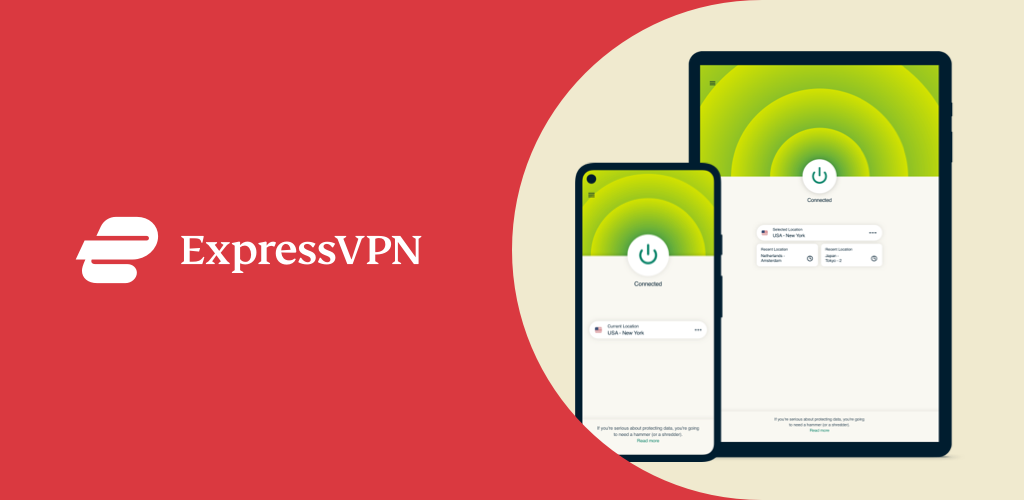 ExpressVPN
Connected
Current Location
USA - New York
If you're serious about protecting data, you're going
to need a hammer (or a shredder).
Read more
Connected
Selected Location
USA - New York
Recent Location
Netherlands -
Amsterdam
Recent Location
Japan -
Tokyo - 2
If you're serious about protecting data, you're going
to need a hammer (or a shredder).
Read more